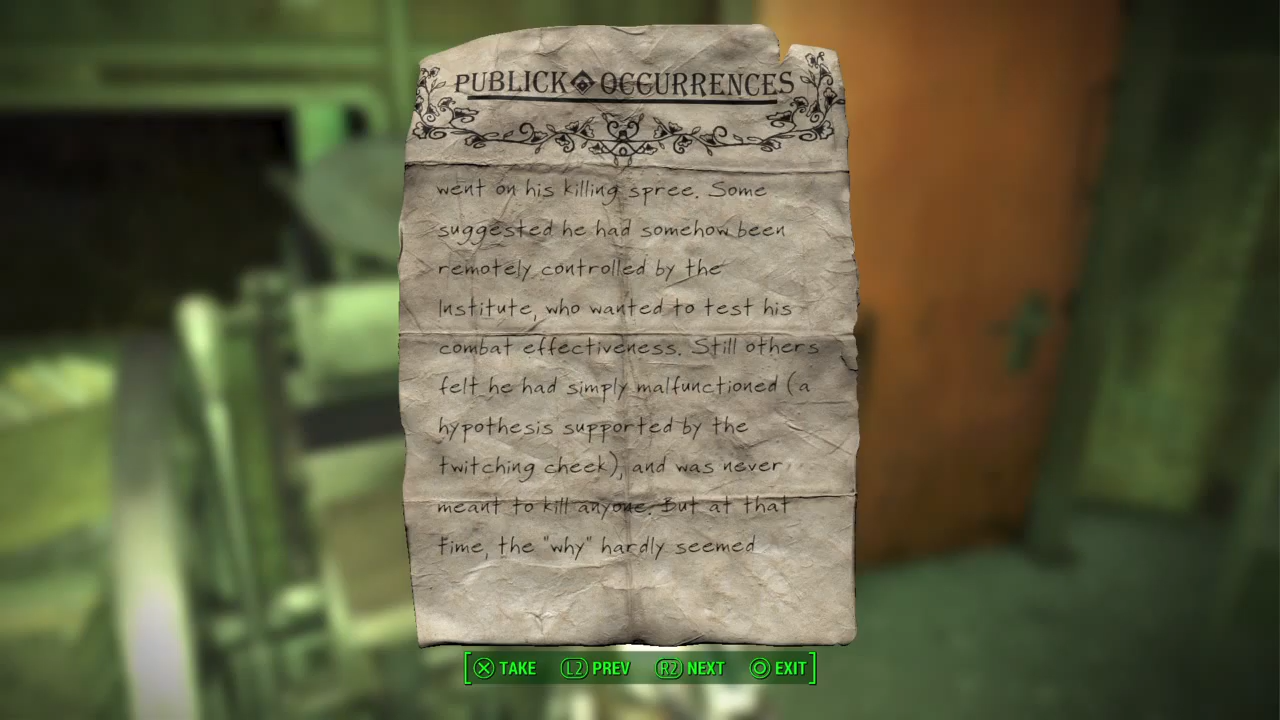 PUBLICK OCCURRENCES
went on his killing spree. Some
suggested he had somehow been
remotely controlled by the
Institute, who wanted to test his
combat effectiveness. Still others
felt he had simply malfunctioned (a
hypothesis supported by the
twitching cheek), and was never
meant to kill anyone. But at that
time, the "why" hardly seemed
TAKE L2 PREV R2 NEXT EXIT